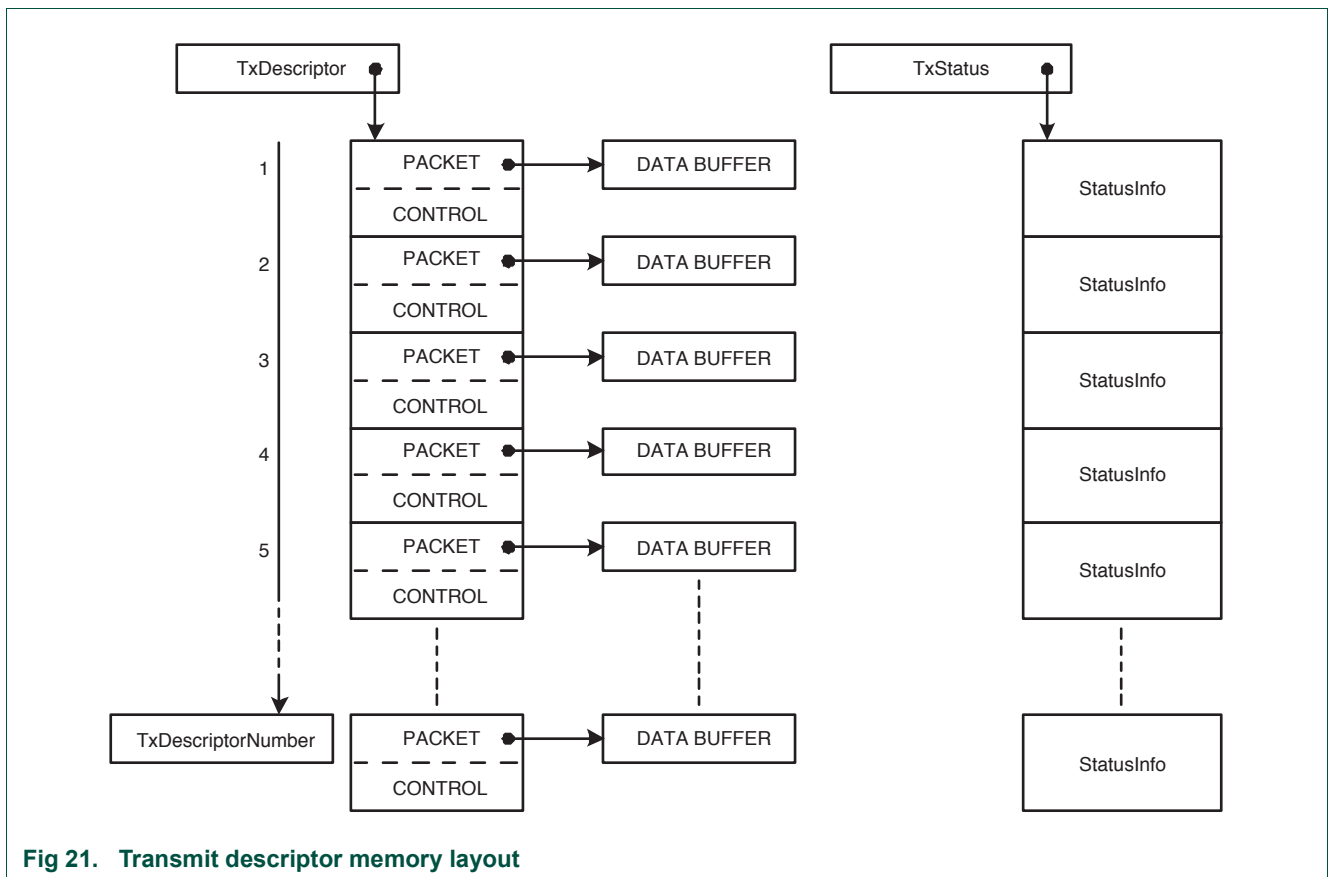 TxDescriptor
TxStatus
1
PACKET
DATA BUFFER
StatusInfo
CONTROL
2
PACKET
DATA BUFFER
StatusInfo
CONTROL
3
PACKET
DATA BUFFER
StatusInfo
CONTROL
4
PACKET
DATA BUFFER
StatusInfo
CONTROL
5
PACKET
DATA BUFFER
StatusInfo
CONTROL
TxDescriptorNumber
PACKET
DATA BUFFER
StatusInfo
CONTROL
Fig 21. Transmit descriptor memory layout